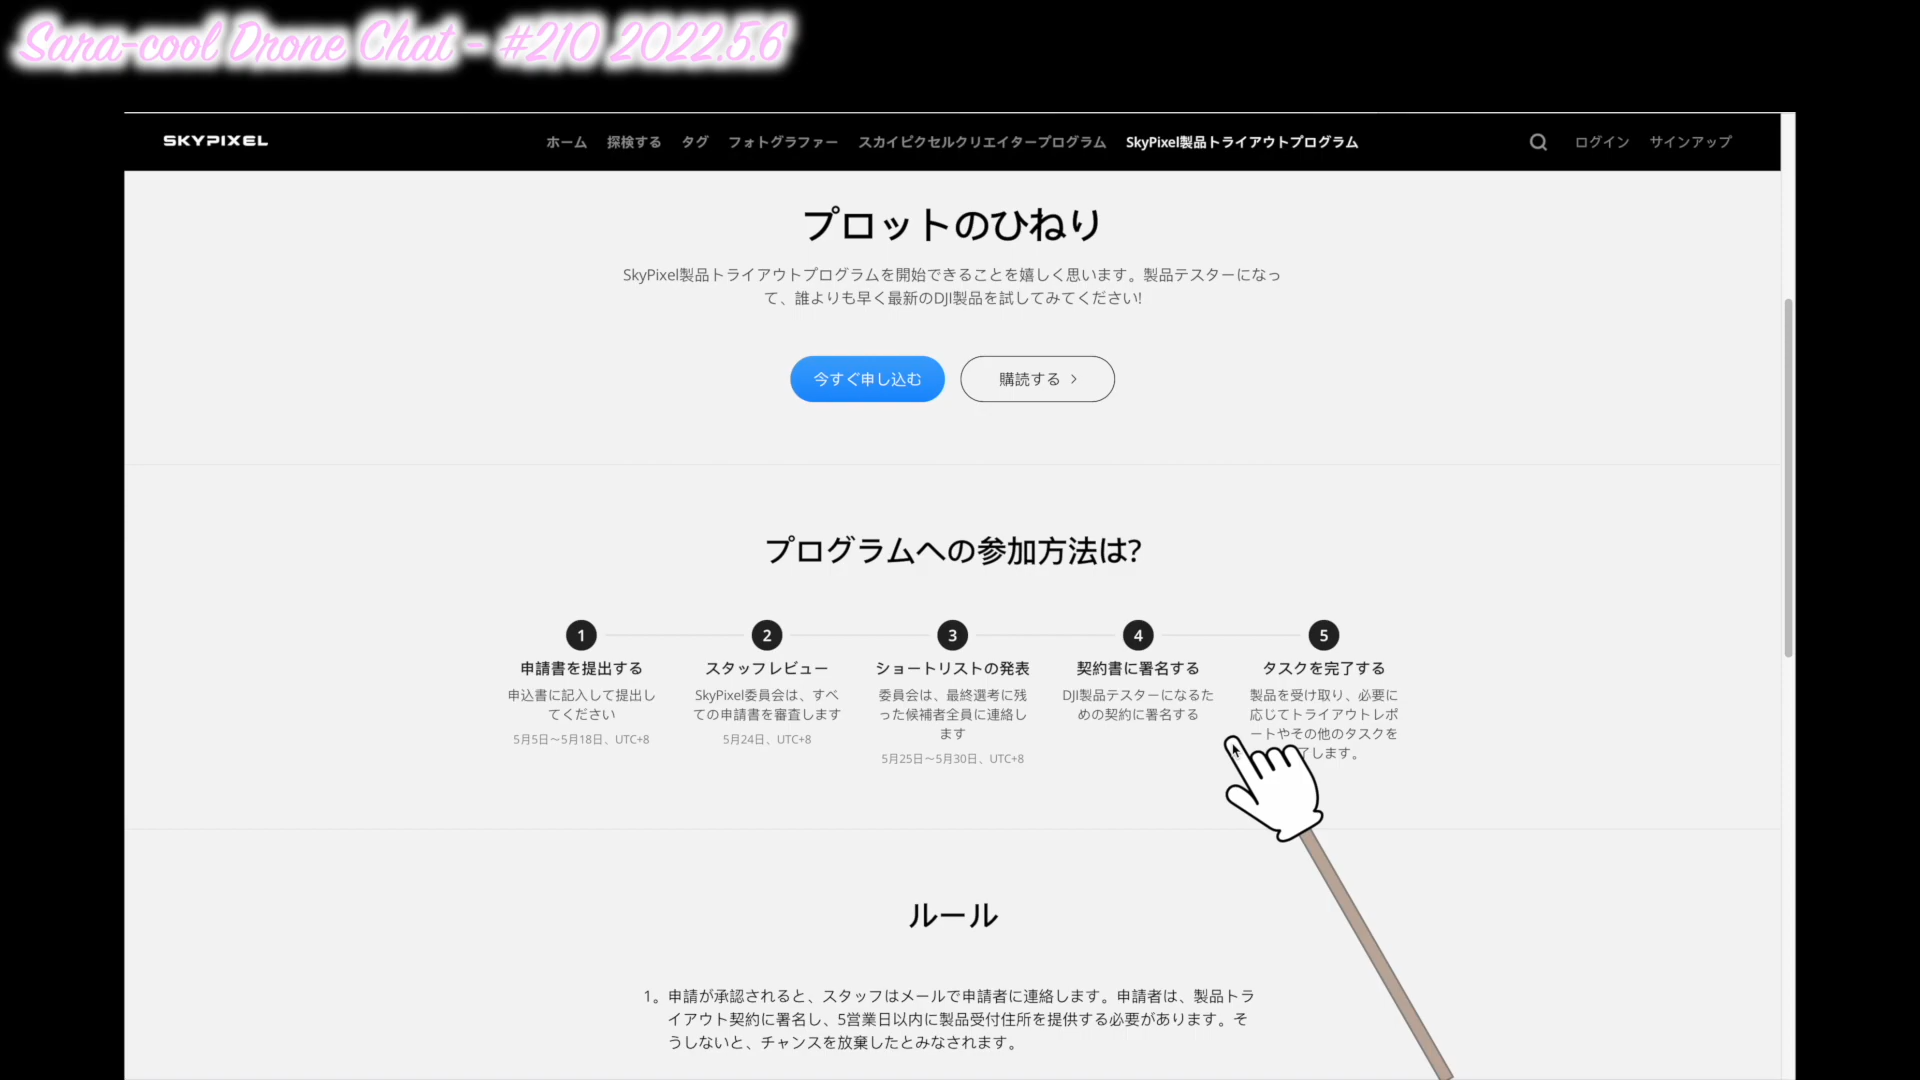 Sara-cool Drone Chat - #210 2022.5.6
SKYPIXEL ホーム 探検する タグ フォトグラファー スカイピクセルクリエイタープログラム SkyPixel製品トライアウトプログラム ログイン サインアップ
プロットのひねり
SkyPixel製品トライアウトプログラムを開始できることを嬉しく思います。製品テスターになっ
て、誰よりも早く最新のDJI製品を試してみてください!
今すぐ申し込む 購読する >
プログラムへの参加方法は?
1
申請書を提出する
申込書に記入して提出し
てください
5月5日〜5月18日、UTC+8
2
スタッフレビュー
SkyPixel委員会は、すべ
ての申請書を審査します
5月24日、UTC+8
3
ショートリストの発表
委員会は、最終選考に残
った候補者全員に連絡し
ます
5月25日〜5月30日、UTC+8
4
契約書に署名する
DJI製品テスターになるた
めの契約に署名する
5
タスクを完了する
製品を受け取り、必要に
応じてトライアウトレポ
ートやその他のタスクを
了します。
ルール
1。申請が承認されると、スタッフはメールで申請者に連絡します。申請者は、製品トラ
イアウト契約に署名し、5営業日以内に製品受付住所を提供する必要があります。そ
うしないと、チャンスを放棄したとみなされます。